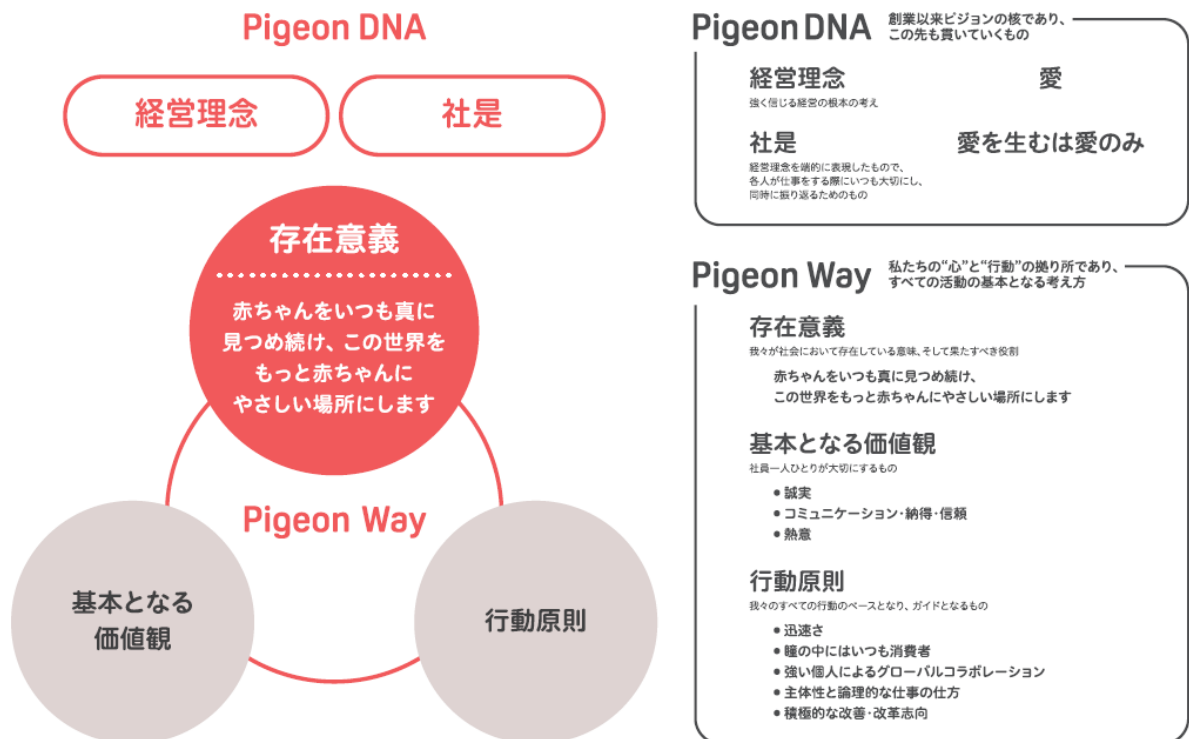 Pigeon DNA
経営理念
社是
存在意義
赤ちゃんをいつも真に
見つめ続け、この世界を
もっと赤ちゃんに
やさしい場所にします
Pigeon Way
基本となる
価値観
行動原則
Pigeon DNA
創業以来ビジョンの核であり、
この先も貫いていくもの
経営理念
愛
強く信じる経営の根本の考え
社是
愛を生むは愛のみ
経営理念を端的に表現したもので、
各人が仕事をする際にいつも大切にし、
同時に振り返るためのもの
Pigeon Way
私たちの“心”と“行動”の拠り所であり、
すべての活動の基本となる考え方
存在意義
我々が社会において存在している意味、そして果たすべき役割
赤ちゃんをいつも真に見つめ続け、
この世界をもっと赤ちゃんにやさしい場所にします
基本となる価値観
社員一人ひとりが大切にするもの
• 誠実
• コミュニケーション・納得・信頼
• 熱意
行動原則
我々のすべての行動のベースとなり、ガイドとなるもの
• 迅速さ
• 瞳の中にはいつも消費者
• 強い個人によるグローバルコラボレーション
• 主体性と論理的な仕事の仕方
• 積極的な改善・改革志向